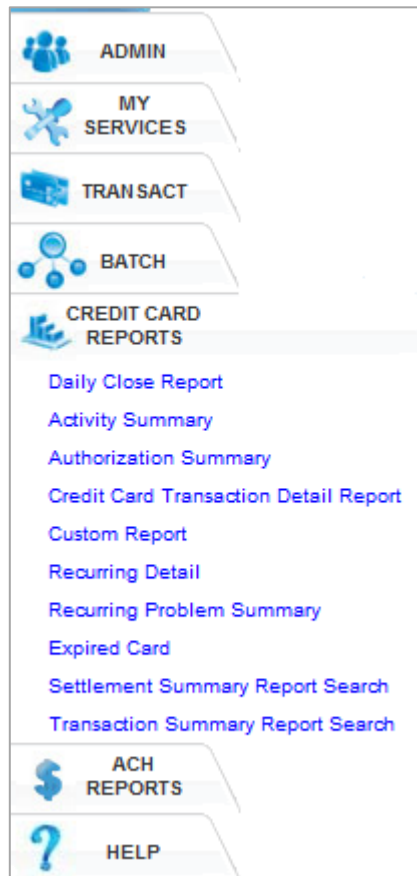 ADMIN
MY
SERVICES
TRANSACT
BATCH
CREDIT CARD
REPORTS
Daily Close Report
Activity Summary
Authorization Summary
Credit Card Transaction Detail Report
Custom Report
Recurring Detail
Recurring Problem Summary
Expired Card
Settlement Summary Report Search
Transaction Summary Report Search
ACH
REPORTS
HELP